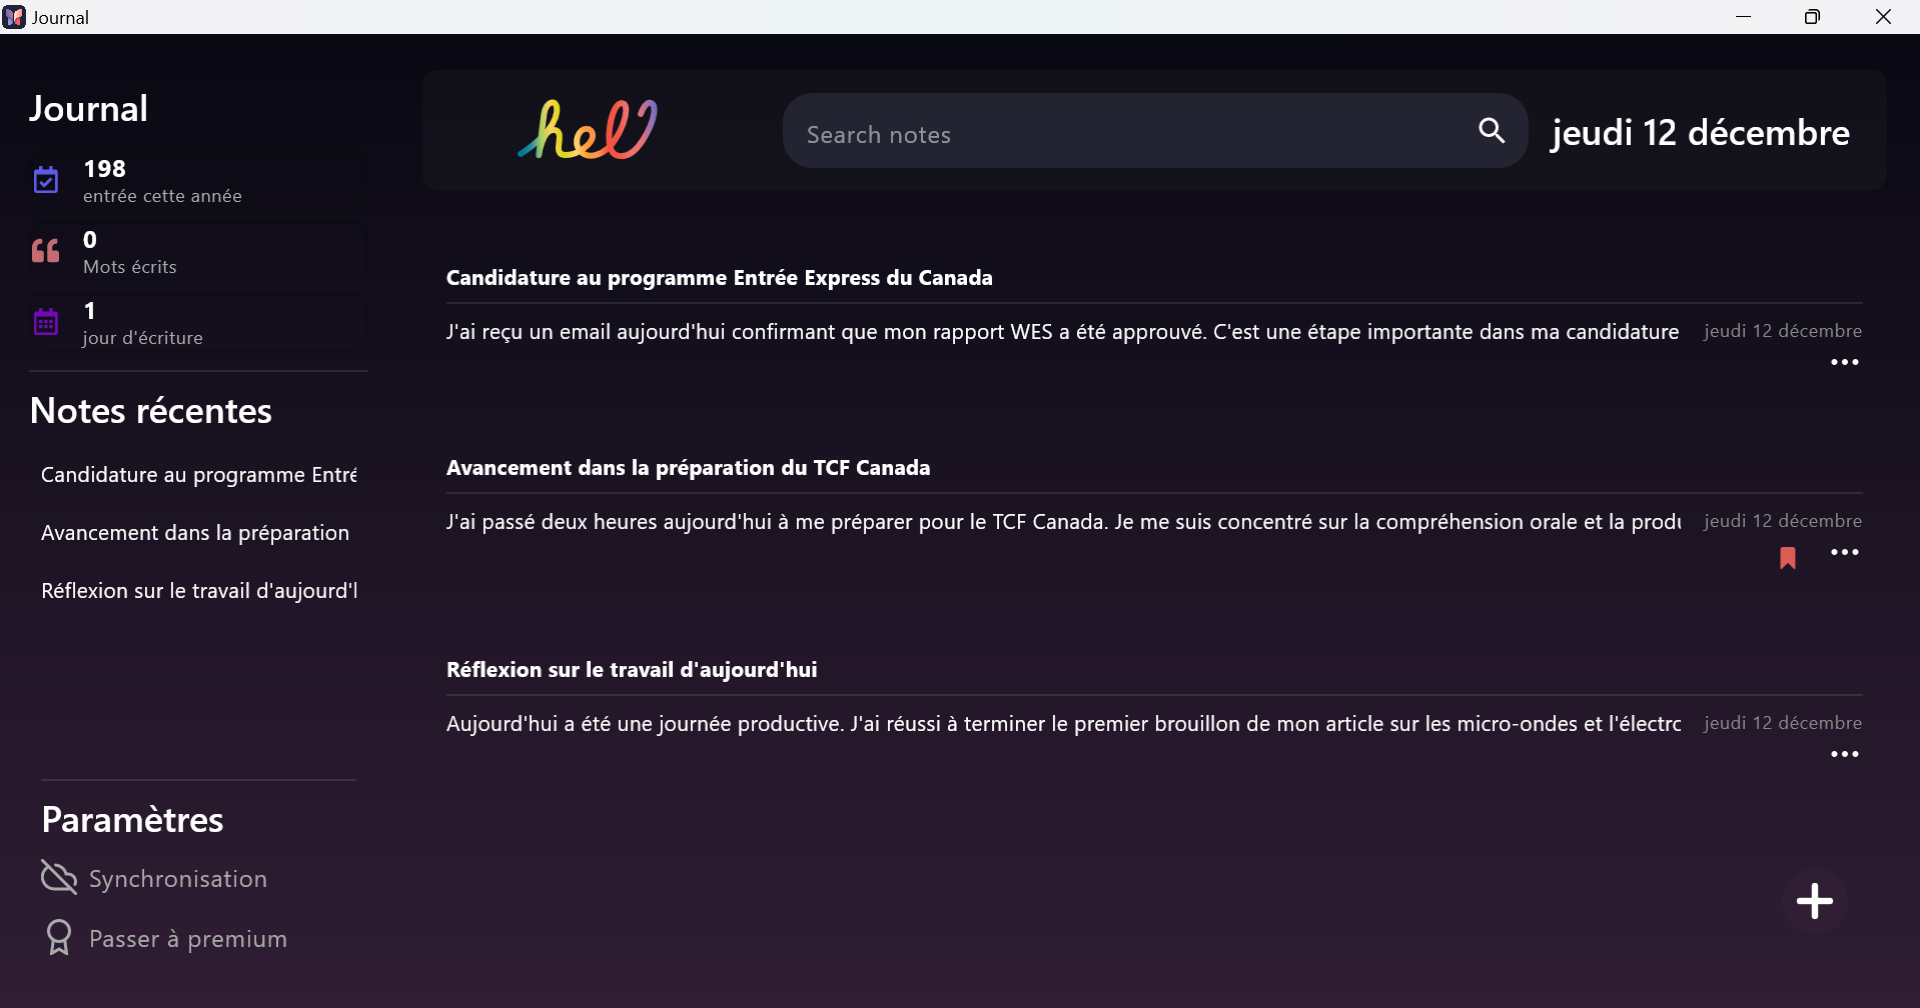 Journal
Journal
198
entrée cette année
0
Mots écrits
1
jour d'écriture
Notes récentes
Candidature au programme Entré
Avancement dans la préparation
Réflexion sur le travail d'aujourd'
Paramètres
Synchronisation
Passer à premium
hel
Search notes
jeudi 12 décembre
Candidature au programme Entrée Express du Canada
J'ai reçu un email aujourd'hui confirmant que mon rapport WES a été approuvé. C'est une étape importante dans ma candidature
jeudi 12 décembre
Avancement dans la préparation du TCF Canada
J'ai passé deux heures aujourd'hui à me préparer pour le TCF Canada. Je me suis concentré sur la compréhension orale et la produ
jeudi 12 décembre
Réflexion sur le travail d'aujourd'hui
Aujourd'hui a été une journée productive. J'ai réussi à terminer le premier brouillon de mon article sur les micro-ondes et l'électro
jeudi 12 décembre